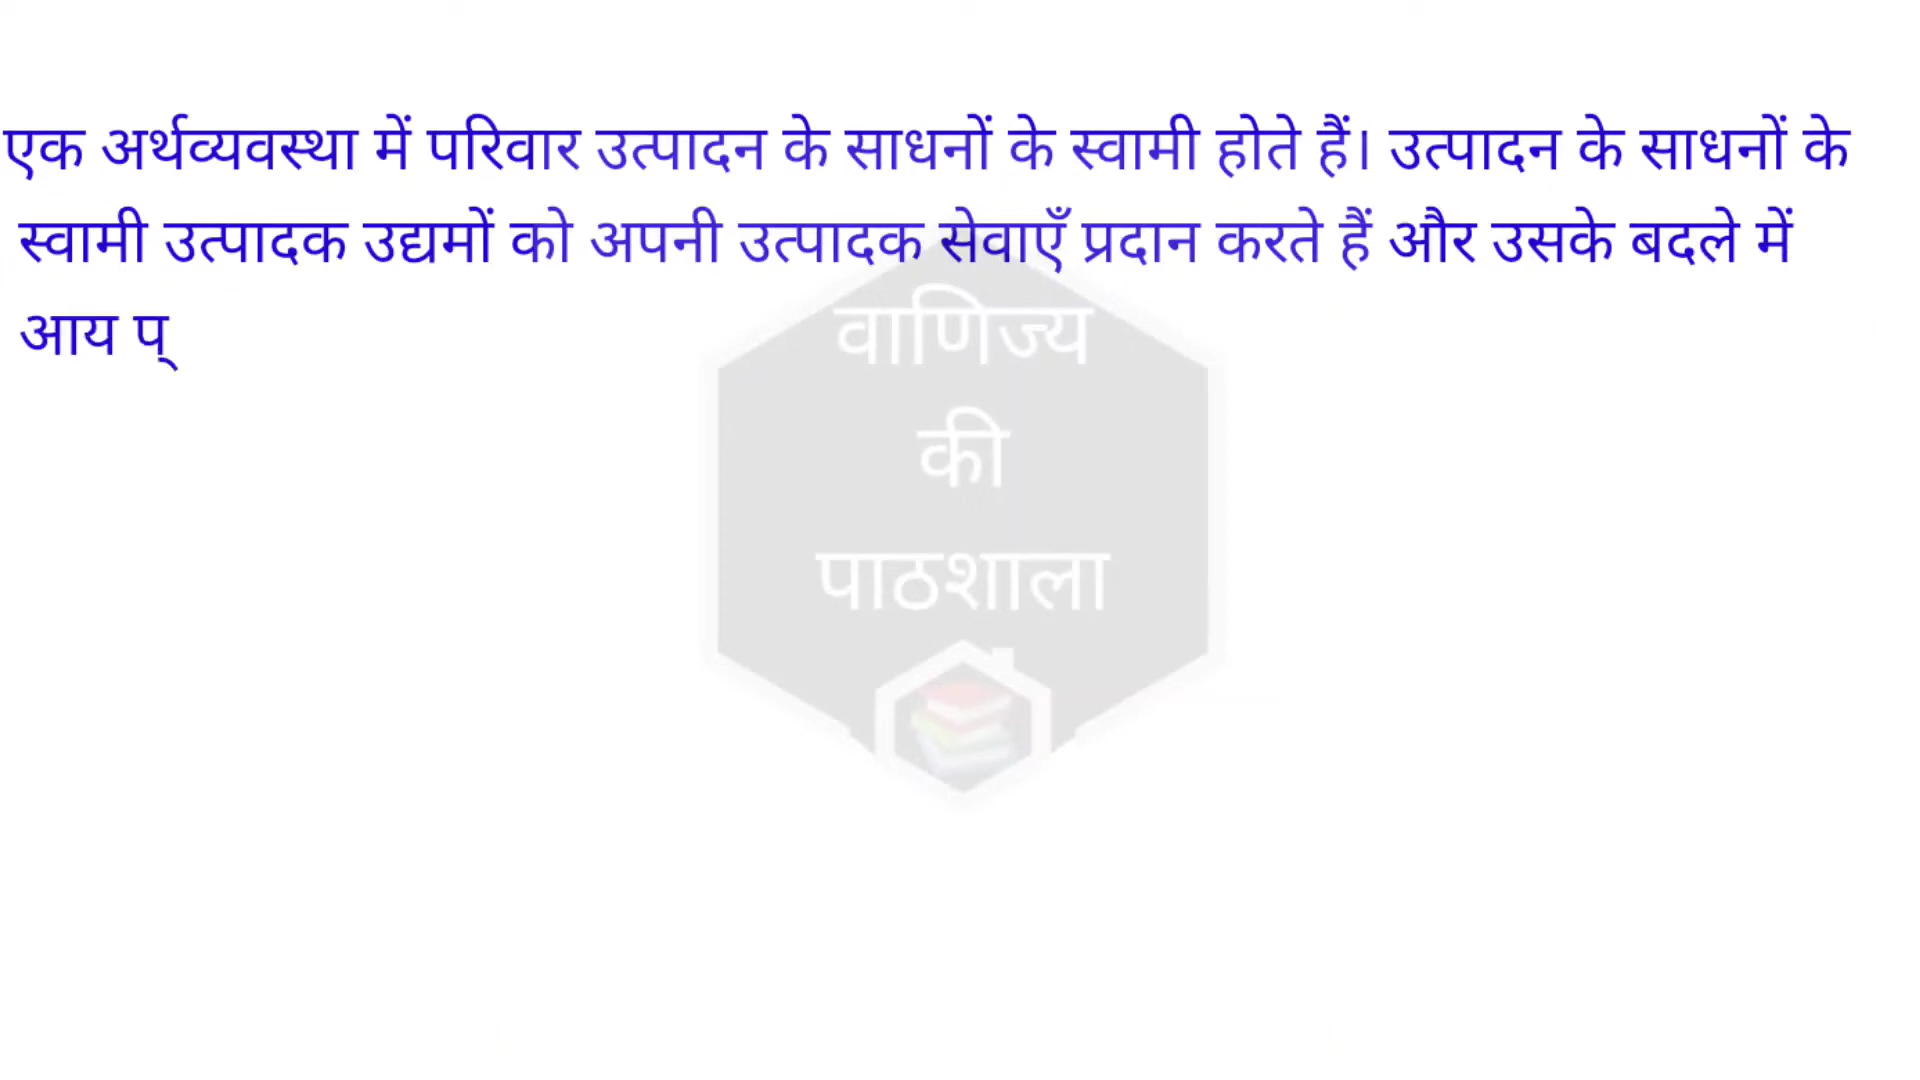 एक अर्थव्यवस्था में परिवार उत्पादन के साधनों के स्वामी होते हैं। उत्पादन के साधनों के
स्वामी उत्पादक उद्यमों को अपनी उत्पादक सेवाएँ प्रदान करते हैं और उसके बदले में
आय प्
वाणिज्य
की
पाठशाला